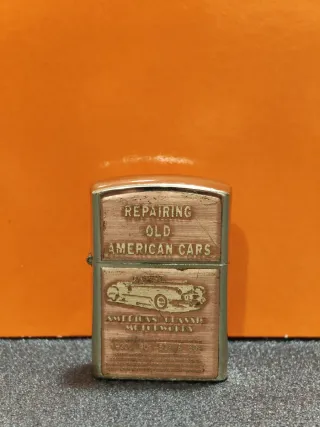 REPAIRING
OLD
AMERICAN CARS
AMERICAN CLASSIC
MOTORWORKS